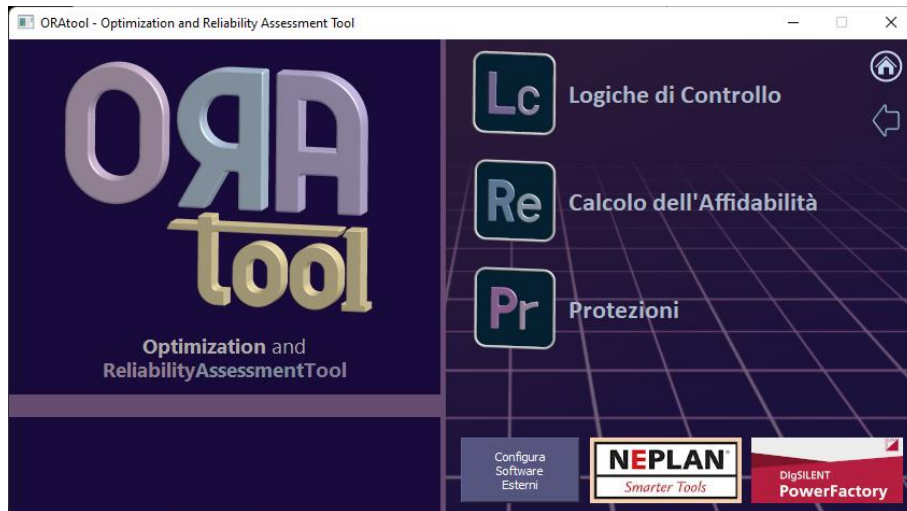 ORAtool - Optimization and Reliability Assessment Tool
ORA
tool
Optimization and
ReliabilityAssessmentTool
Lc
Logiche di Controllo
Re
Calcolo dell'Affidabilità
Pr
Protezioni
Configura
Software
Esterni
NEPLAN
Smarter Tools
DIgSILENT
PowerFactory